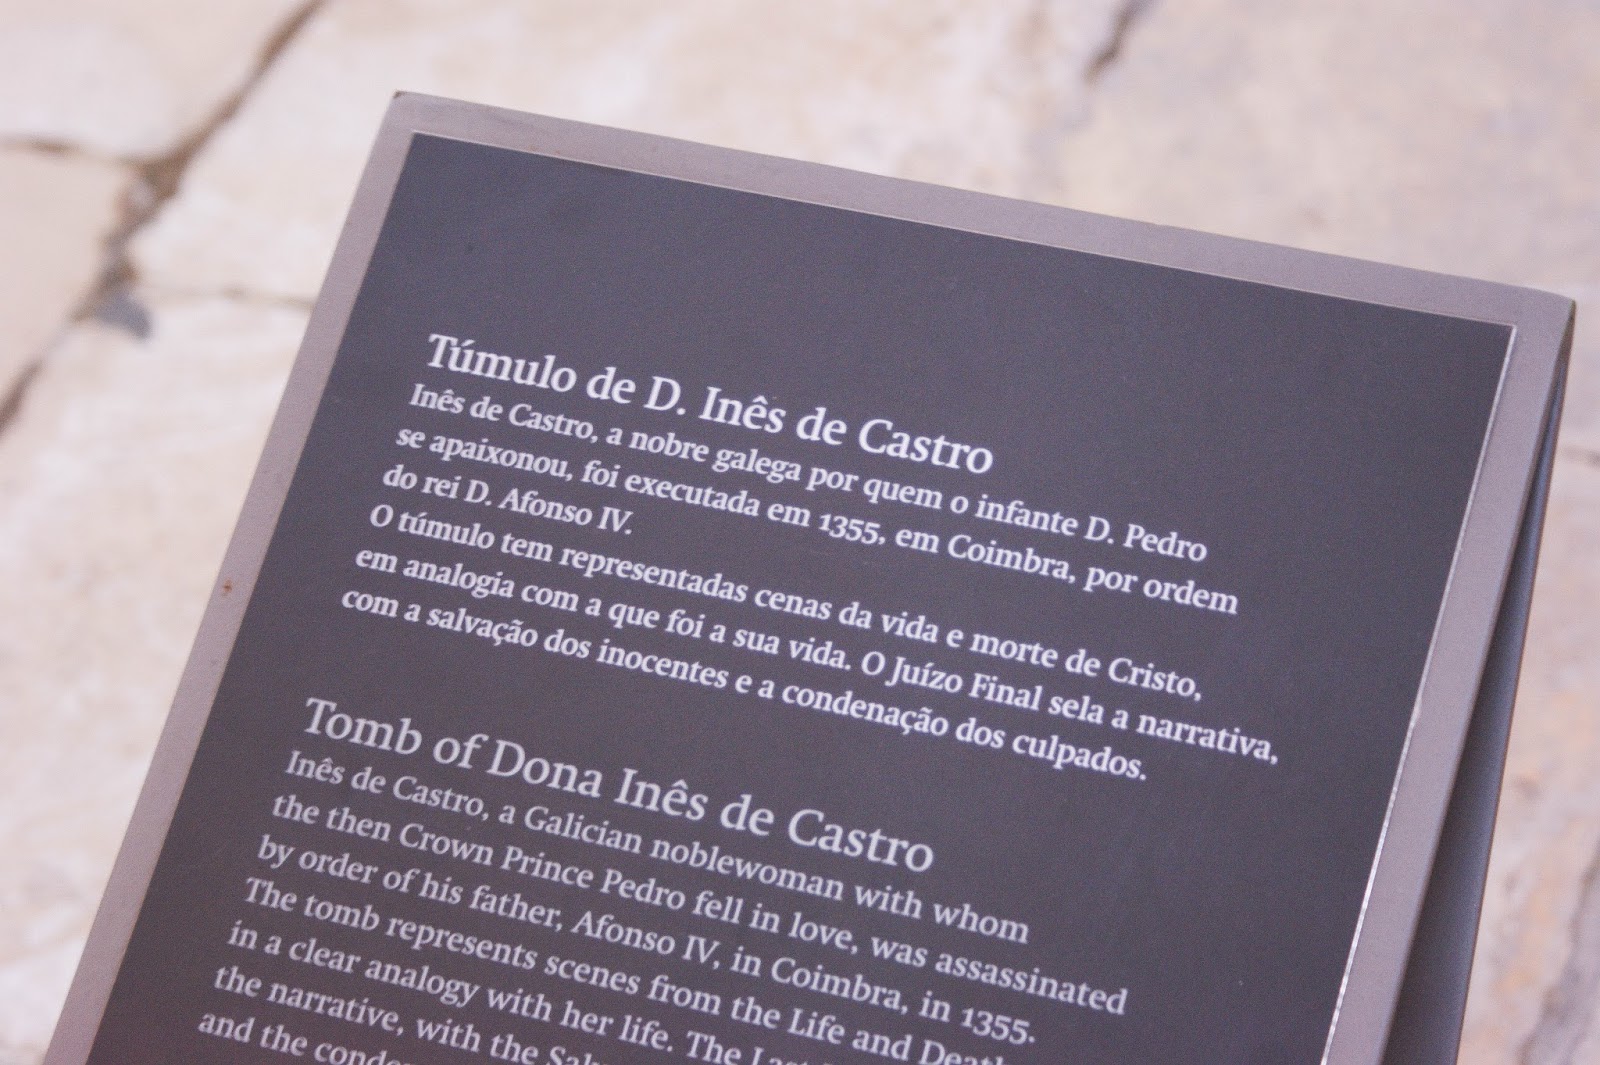 Túmulo de D. Inês de Castro
Inês de Castro, a nobre galega por quem o infante D. Pedro
se apaixonou, foi executada em 1355, em Coimbra, por ordem
do rei D. Afonso IV.
O túmulo tem representadas cenas da vida e morte de Cristo,
em analogia com a que foi a sua vida. O Juízo Final sela a narrativa,
com a salvação dos inocentes e a condenação dos culpados.
Tomb of Dona Inês de Castro
Inês de Castro, a Galician noblewoman with whom
the then Crown Prince Pedro fell in love, was assassinated
by order of his father, Afonso IV, in Coimbra, in 1355.
The tomb represents scenes from the Life and Death
in a clear analogy with her life. The Last
the narrative, with the
and the